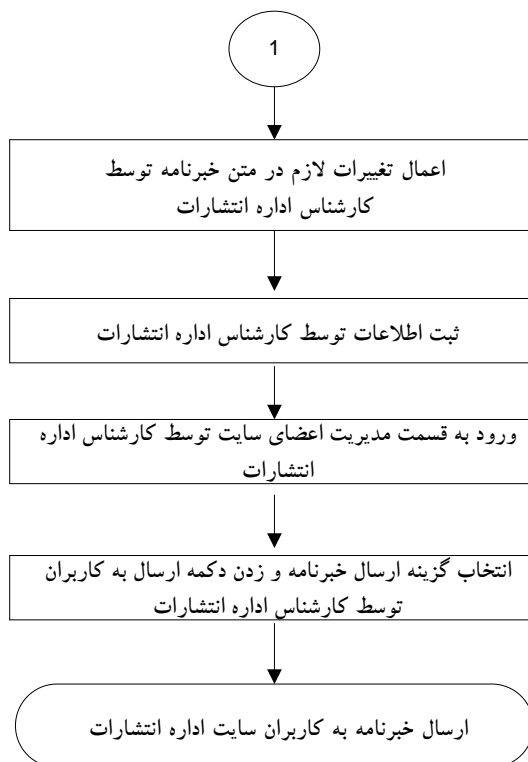 1
اعمال تغییرات لازم در متن خبرنامه توسط
کارشناس اداره انتشارات
ثبت اطلاعات توسط کارشناس اداره انتشارات
ورود به قسمت مدیریت اعضای سایت توسط کارشناس اداره
انتشارات
انتخاب گزینه ارسال خبرنامه و زدن دکمه ارسال به کاربران
توسط کارشناس اداره انتشارات
ارسال خبرنامه به کاربران سایت اداره انتشارات